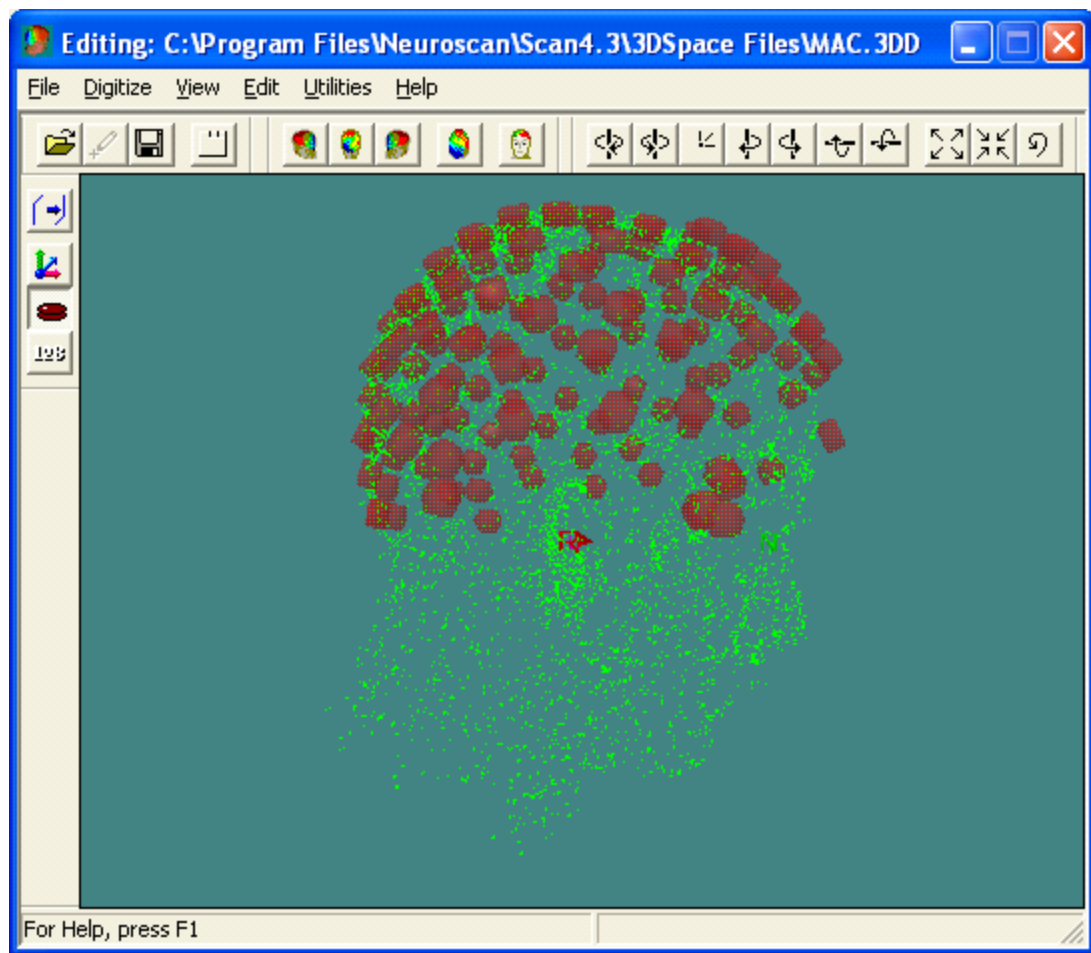 Editing: C:\Program Files\Neuroscan\Scan4.3\3DSpace Files\MAC.3DD
File Digitize View Edit Utilities Help
123
N
For Help, press F1